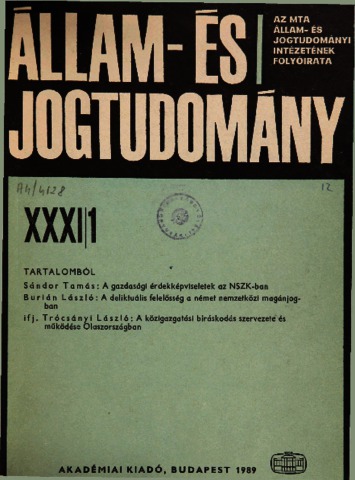 ÁLLAM- ÉS
JOGTUDOMÁNY
AZ MTA
ÁLLAM- ÉS
JOGTUDOMÁNYI
INTÉZETÉNEK
FOLYÓIRATA
12
XXXI|1
TARTALOMBÓL
Sándor Tamás: A gazdasági érdekképviseletek az NSZK-ban
Burián László: A deliktuális felelősség a német nemzetközi magánjog-
ban
ifj. Trócsányi László: A közigazgatási bíráskodás szervezete és
működése Olaszországban
AKADÉMIAI KIADÓ, BUDAPEST 1989